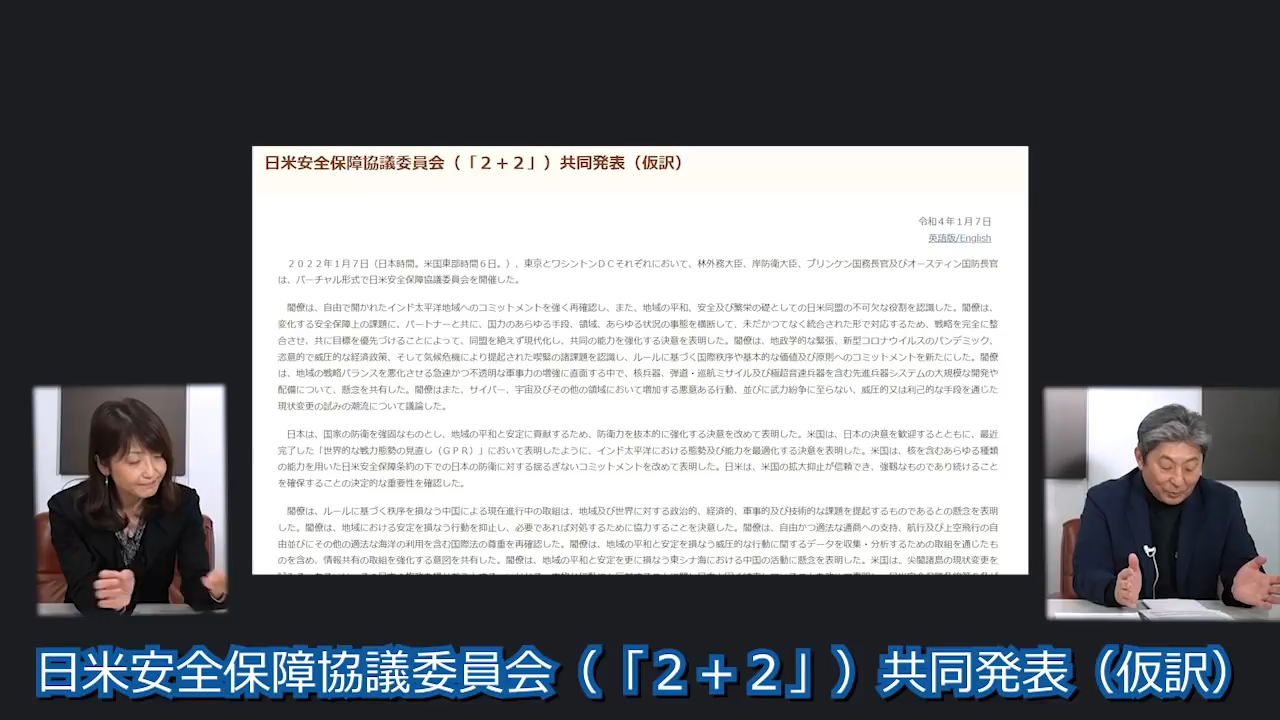 日米安全保障協議委員会（「２＋２」）共同発表（仮訳）
令和４年１月７日
英語版/English
２０２２年１月７日（日本時間。米国東部時間６日。）、東京とワシントンＤＣそれぞれにおいて、林外務大臣、岸防衛大臣、ブリンケン国務長官及びオースティン国防長官
は、バーチャル形式で日米安全保障協議委員会を開催した。
閣僚は、自由で開かれたインド太平洋地域へのコミットメントを強く再確認し、また、地域の平和、安全及び繁栄の礎としての日米同盟の不可欠な役割を認識した。閣僚は、
変化する安全保障上の課題に、パートナーと共に、国力のあらゆる手段、領域、あらゆる状況の事態を横断して、未だかつてなく統合された形で対応するため、戦略を完全に整
合させ、共に目標を優先づけることによって、同盟を絶えず現代化し、共同の能力を強化する決意を表明した。閣僚は、地政学的な緊張、新型コロナウイルスのパンデミック、
恣意的で威圧的な経済政策、そして気候危機により提起された喫緊の諸課題を認識し、ルールに基づく国際秩序や基本的な価値及び原則へのコミットメントを新たにした。閣僚
は、地域の戦略バランスを悪化させる急速かつ不透明な軍事力の増強に直面する中で、核兵器、弾道・巡航ミサイル及び極超音速兵器を含む先進兵器システムの大規模な開発や
配備について、懸念を共有した。閣僚はまた、サイバー、宇宙及びその他の領域において増加する悪意ある行動、並びに武力紛争に至らない、威圧的又は利己的な手段を通じた
現状変更の試みの潮流について議論した。
日本は、国家の防衛を強固なものとし、地域の平和と安定に貢献するため、防衛力を抜本的に強化する決意を改めて表明した。米国は、日本の決意を歓迎するとともに、最近
完了した「世界的な戦力態勢の見直し（ＧＰＲ）」において表明したように、インド太平洋における態勢及び能力を最適化する決意を表明した。米国は、核を含むあらゆる種類
の能力を用いた日米安全保障条約の下での日本の防衛に対する揺るぎないコミットメントを改めて表明した。日米は、米国の拡大抑止が信頼でき、強靱なものであり続けること
を確保することの決定的な重要性を確認した。
閣僚は、ルールに基づく秩序を損なう中国による現在進行中の取組は、地域及び世界に対する政治的、経済的、軍事的及び技術的な課題を提起するものであるとの懸念を表明
した。閣僚は、地域における安定を損なう行動を抑止し、必要であれば対処するために協力することを決意した。閣僚は、自由かつ適法な通商への支持、航行及び上空飛行の自
由並びにその他の適法な海洋の利用を含む国際法の尊重を再確認した。閣僚は、地域の平和と安定を損なう威圧的な行動に関するデータを収集・分析するための取組を通じたも
のを含め、情報共有の取組を強化する意図を共有した。閣僚は、地域の平和と安定を更に損なう東シナ海における中国の活動に懸念を表明した。米国は、尖閣諸島の現状変更を
日米安全保障協議委員会（「２＋２」）共同発表（仮訳）